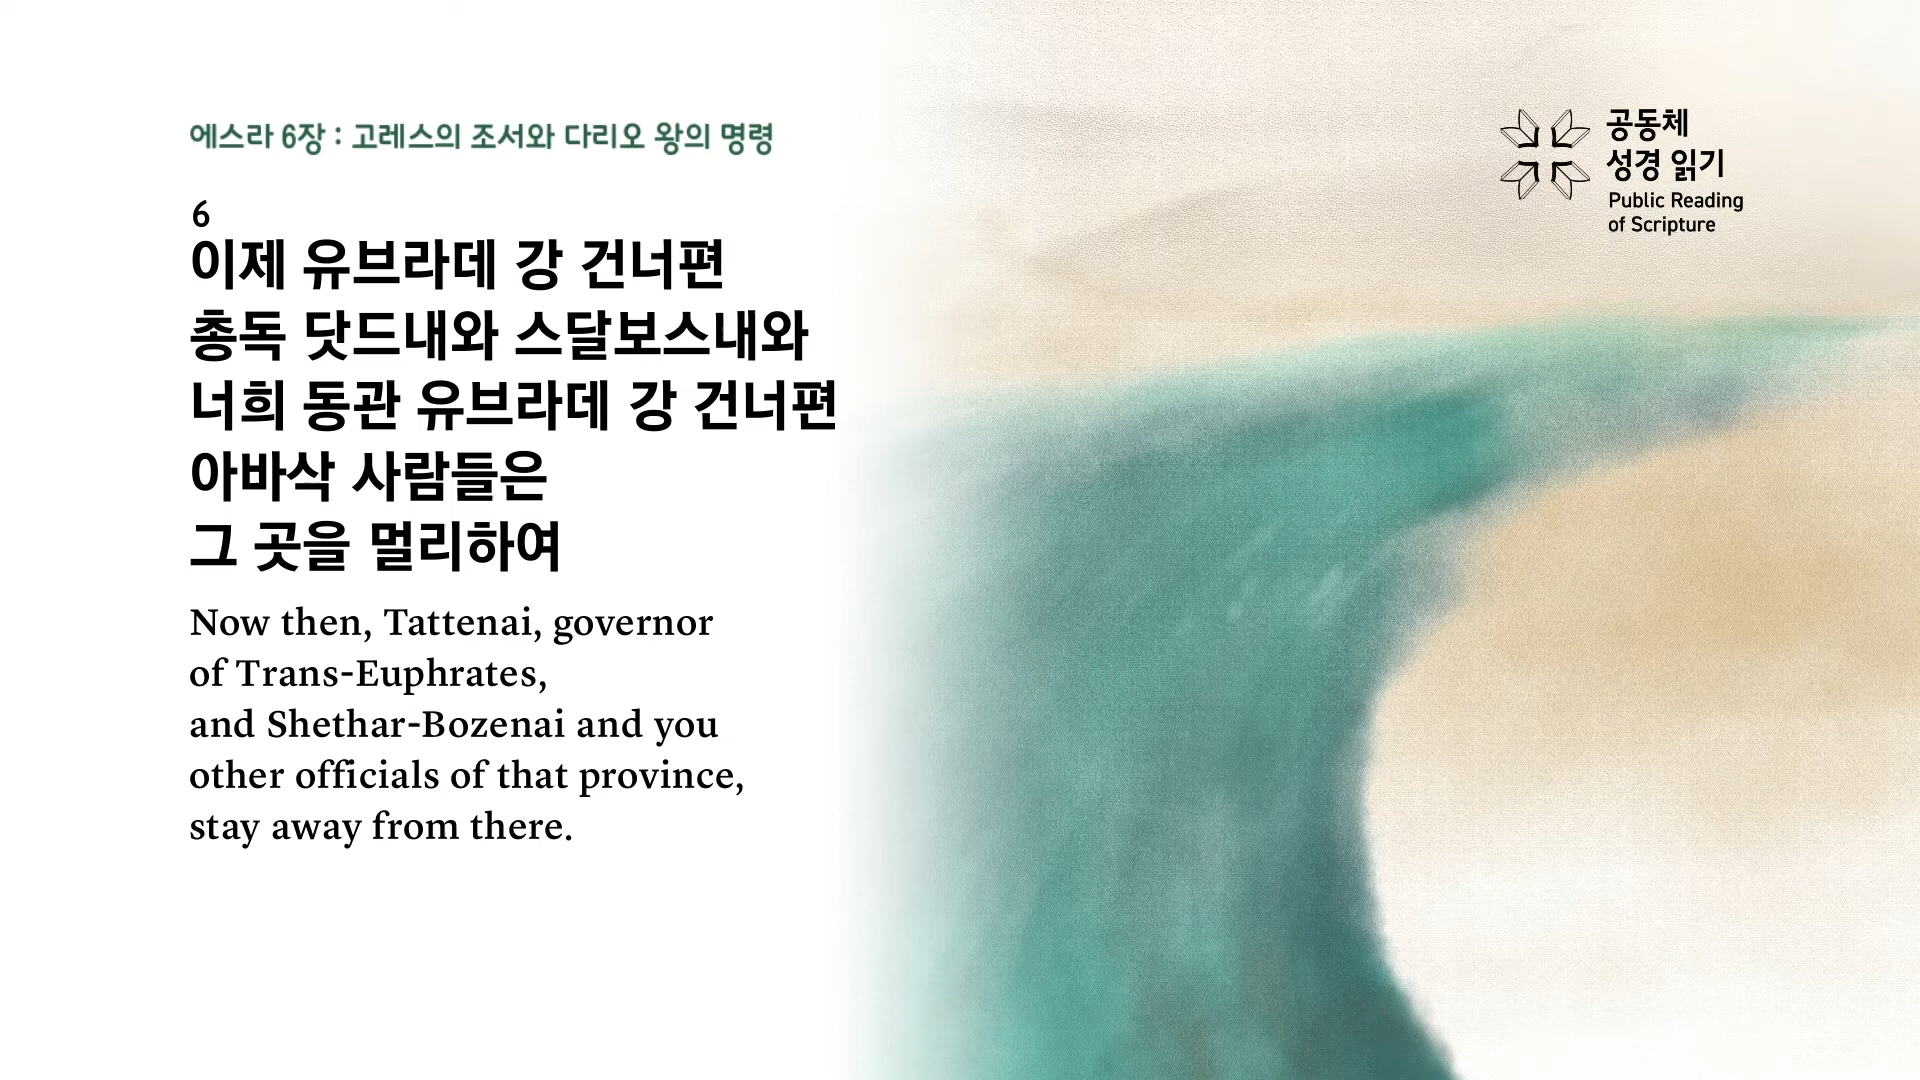 에스라 6장 : 고레스의 조서와 다리오 왕의 명령
6
이제 유브라데 강 건너편
총독 닷드내와 스달보스내와
너희 동관 유브라데 강 건너편
아바삭 사람들은
그 곳을 멀리하여
Now then, Tattenai, governor
of Trans-Euphrates,
and Shethar-Bozenai and you
other officials of that province,
stay away from there.
공동체
성경 읽기
Public Reading
of Scripture